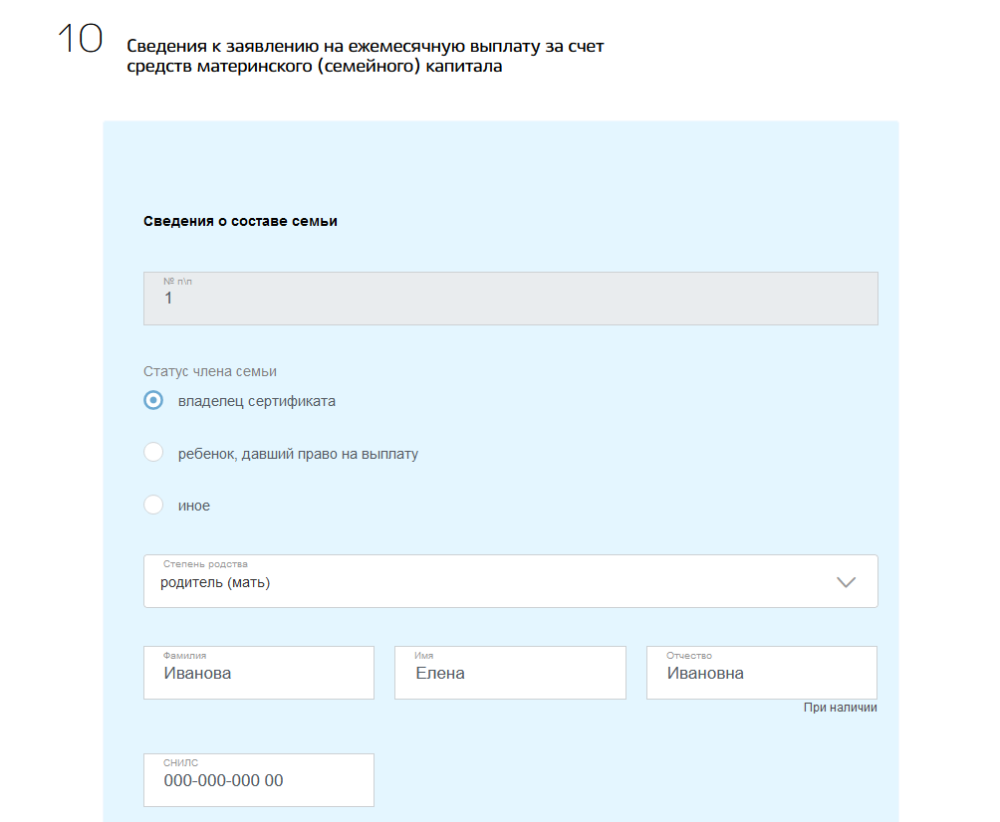 10
Сведения к заявлению на ежемесячную выплату за счет
средств материнского (семейного) капитала
Сведения о составе семьи
№ п\п
1
Статус члена семьи
владелец сертификата
ребенок, давший право на выплату
иное
Степень родства
родитель (мать)
Фамилия Имя Отчество
Иванова Елена Ивановна
При наличии
СНИЛС
000-000-000 00